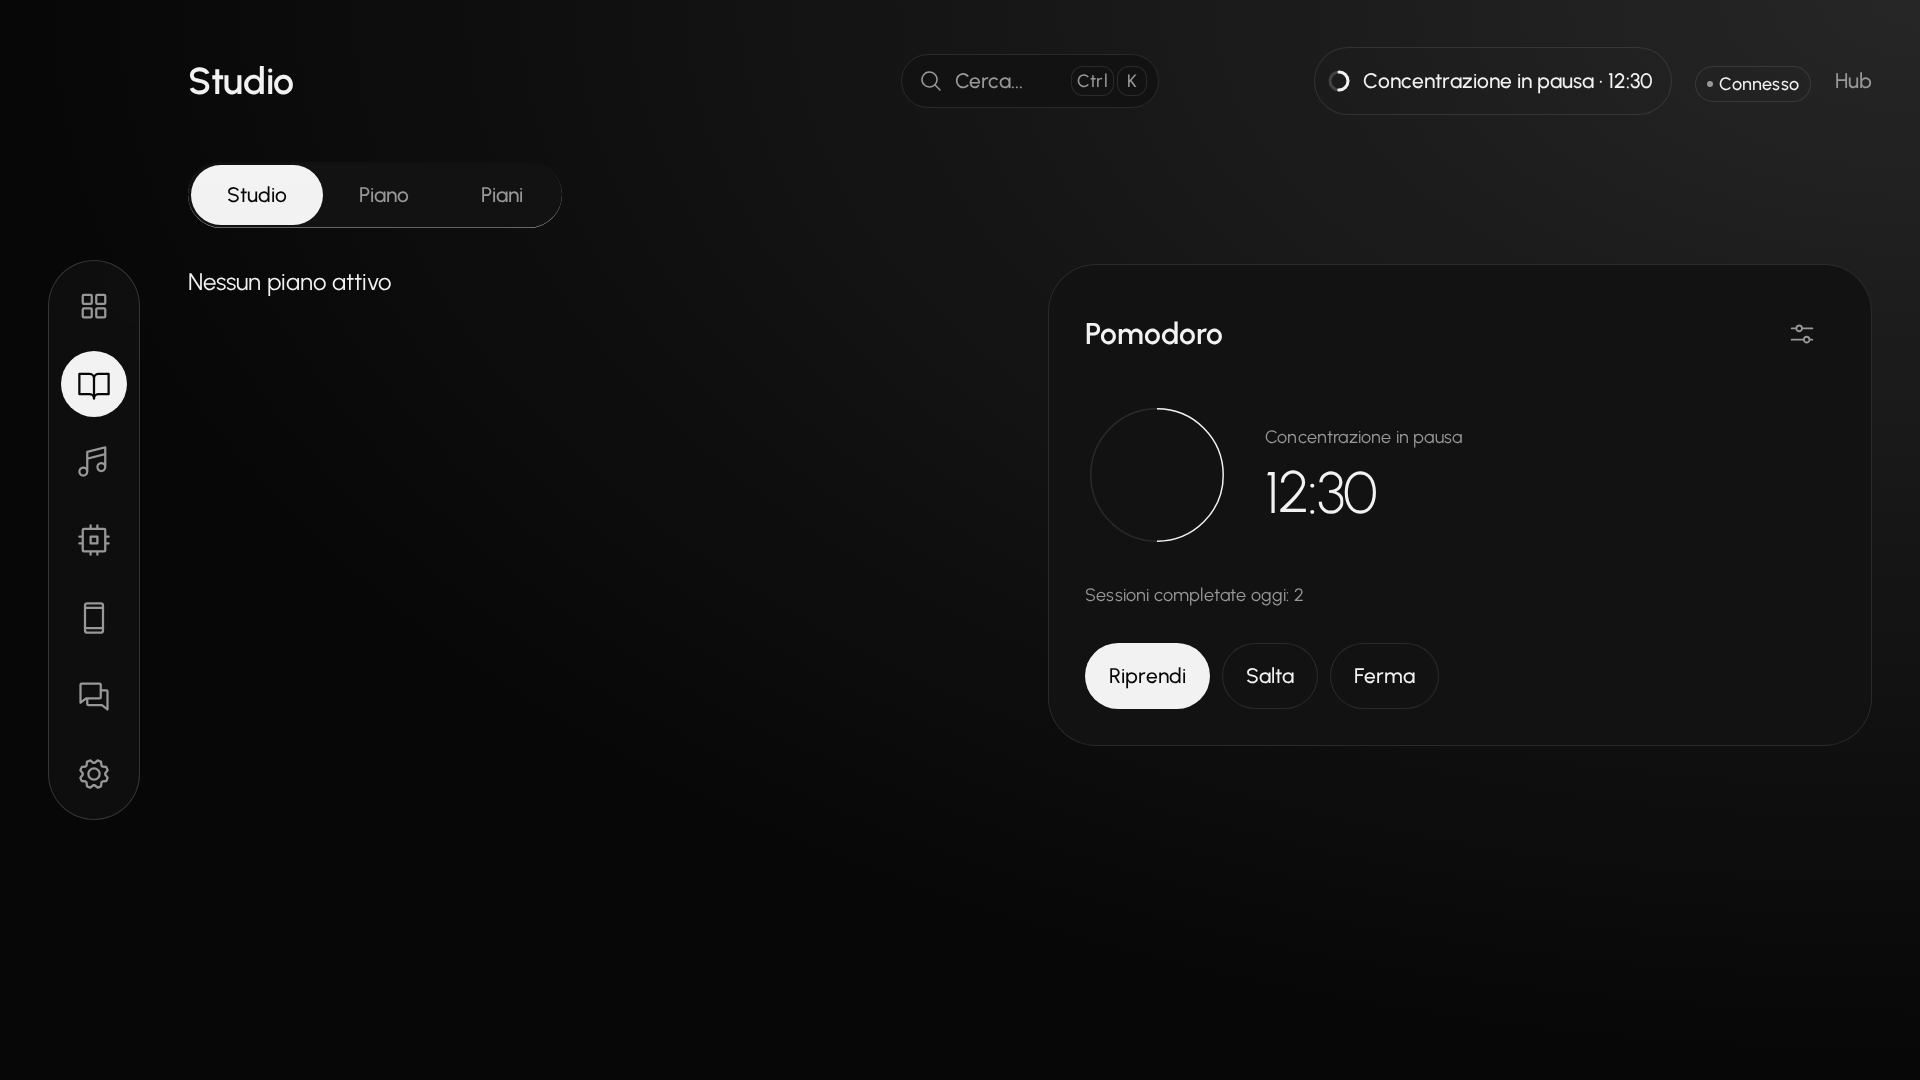 Studio
Cerca...
Ctrl K
Concentrazione in pausa · 12:30
Connesso
Hub
Studio
Piano
Piani
Nessun piano attivo
Pomodoro
Concentrazione in pausa
12:30
Sessioni completate oggi: 2
Riprendi
Salta
Ferma